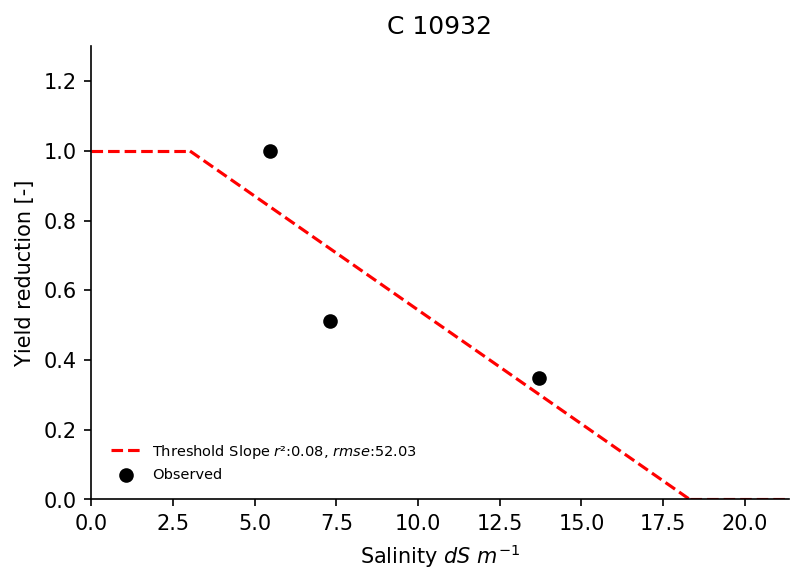 C 10932
1.2
1.0
0.8
0.6
0.4
0.2
0.0
Yield reduction [-]
Threshold Slope r²:0.08, rmse:52.03
Observed
0.0 2.5 5.0 7.5 10.0 12.5 15.0 17.5 20.0
Salinity dS m⁻¹